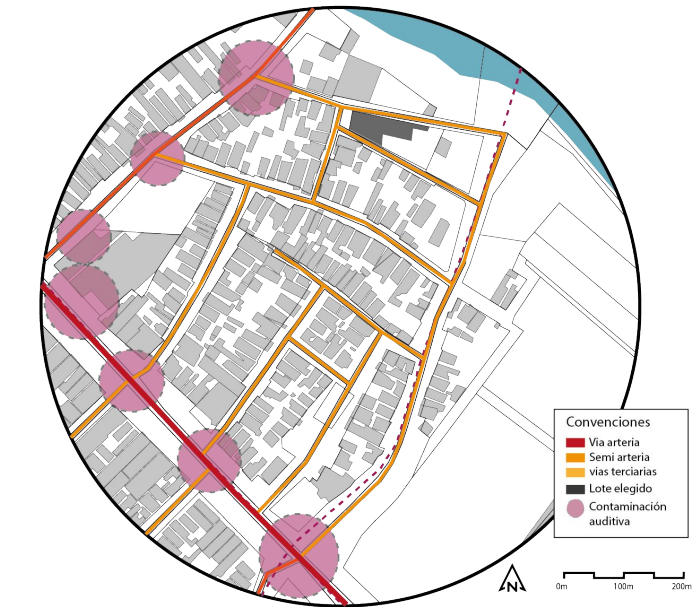 Convenciones
Via arteria
Semi arteria
vias terciarias
Lote elegido
Contaminación
auditiva
N
0m 100m 200m